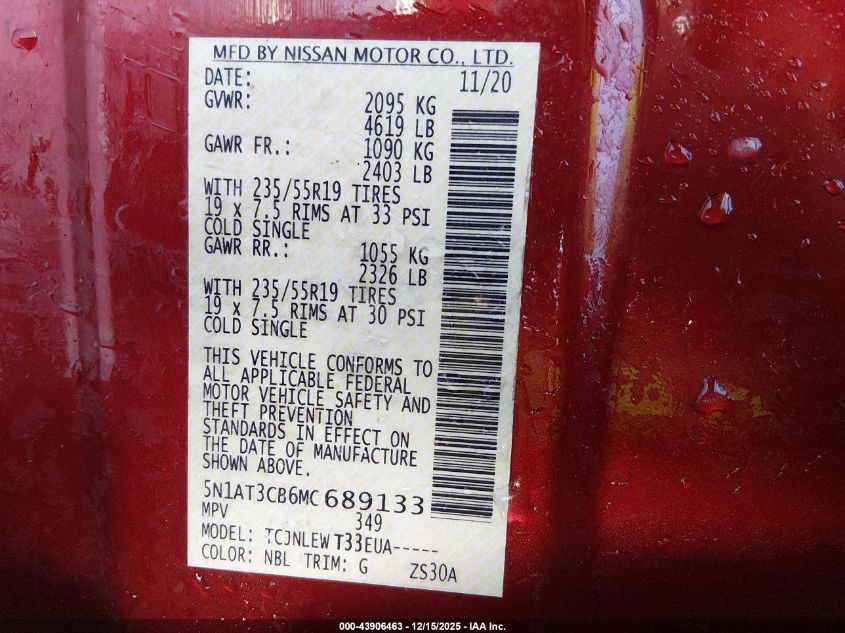 MFD BY NISSAN MOTOR CO., LTD.
DATE: 11/20
GVWR: 2095 KG
4619 LB
GAWR FR.: 1090 KG
2403 LB
WITH 235/55R19 TIRES
19 x 7.5 RIMS AT 33 PSI
COLD SINGLE
GAWR RR.: 1055 KG
2326 LB
WITH 235/55R19 TIRES
19 x 7.5 RIMS AT 30 PSI
COLD SINGLE
THIS VEHICLE CONFORMS TO
ALL APPLICABLE FEDERAL
MOTOR VEHICLE SAFETY AND
THEFT PREVENTION
STANDARDS IN EFFECT ON
THE DATE OF MANUFACTURE
SHOWN ABOVE.
5N1AT3CB6MC 689133
MPV 349
MODEL: TCJNLEW T33EUA-----
COLOR: NBL TRIM: G ZS30A
000-43906463 - 12/15/2025 - IAA Inc.